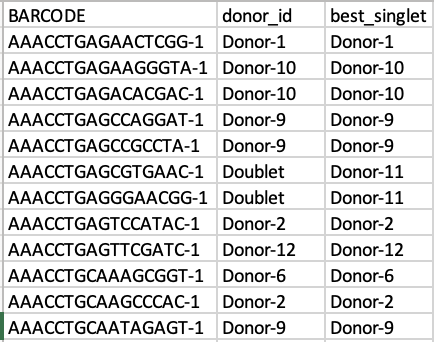 BARCODE donor_id best_singlet
AAACCTGAGAACTCGG-1 Donor-1 Donor-1
AAACCTGAGAAGGGTA-1 Donor-10 Donor-10
AAACCTGAGACACGAC-1 Donor-10 Donor-10
AAACCTGAGCCAGGAT-1 Donor-9 Donor-9
AAACCTGAGCCGCCTA-1 Donor-9 Donor-9
AAACCTGAGCGTGAAC-1 Doublet Donor-11
AAACCTGAGGGAACGG-1 Doublet Donor-11
AAACCTGAGTCCATAC-1 Donor-2 Donor-2
AAACCTGAGTTCGATC-1 Donor-12 Donor-12
AAACCTGCAAAGCGGT-1 Donor-6 Donor-6
AAACCTGCAAGCCCAC-1 Donor-2 Donor-2
AAACCTGCAATAGAGT-1 Donor-9 Donor-9